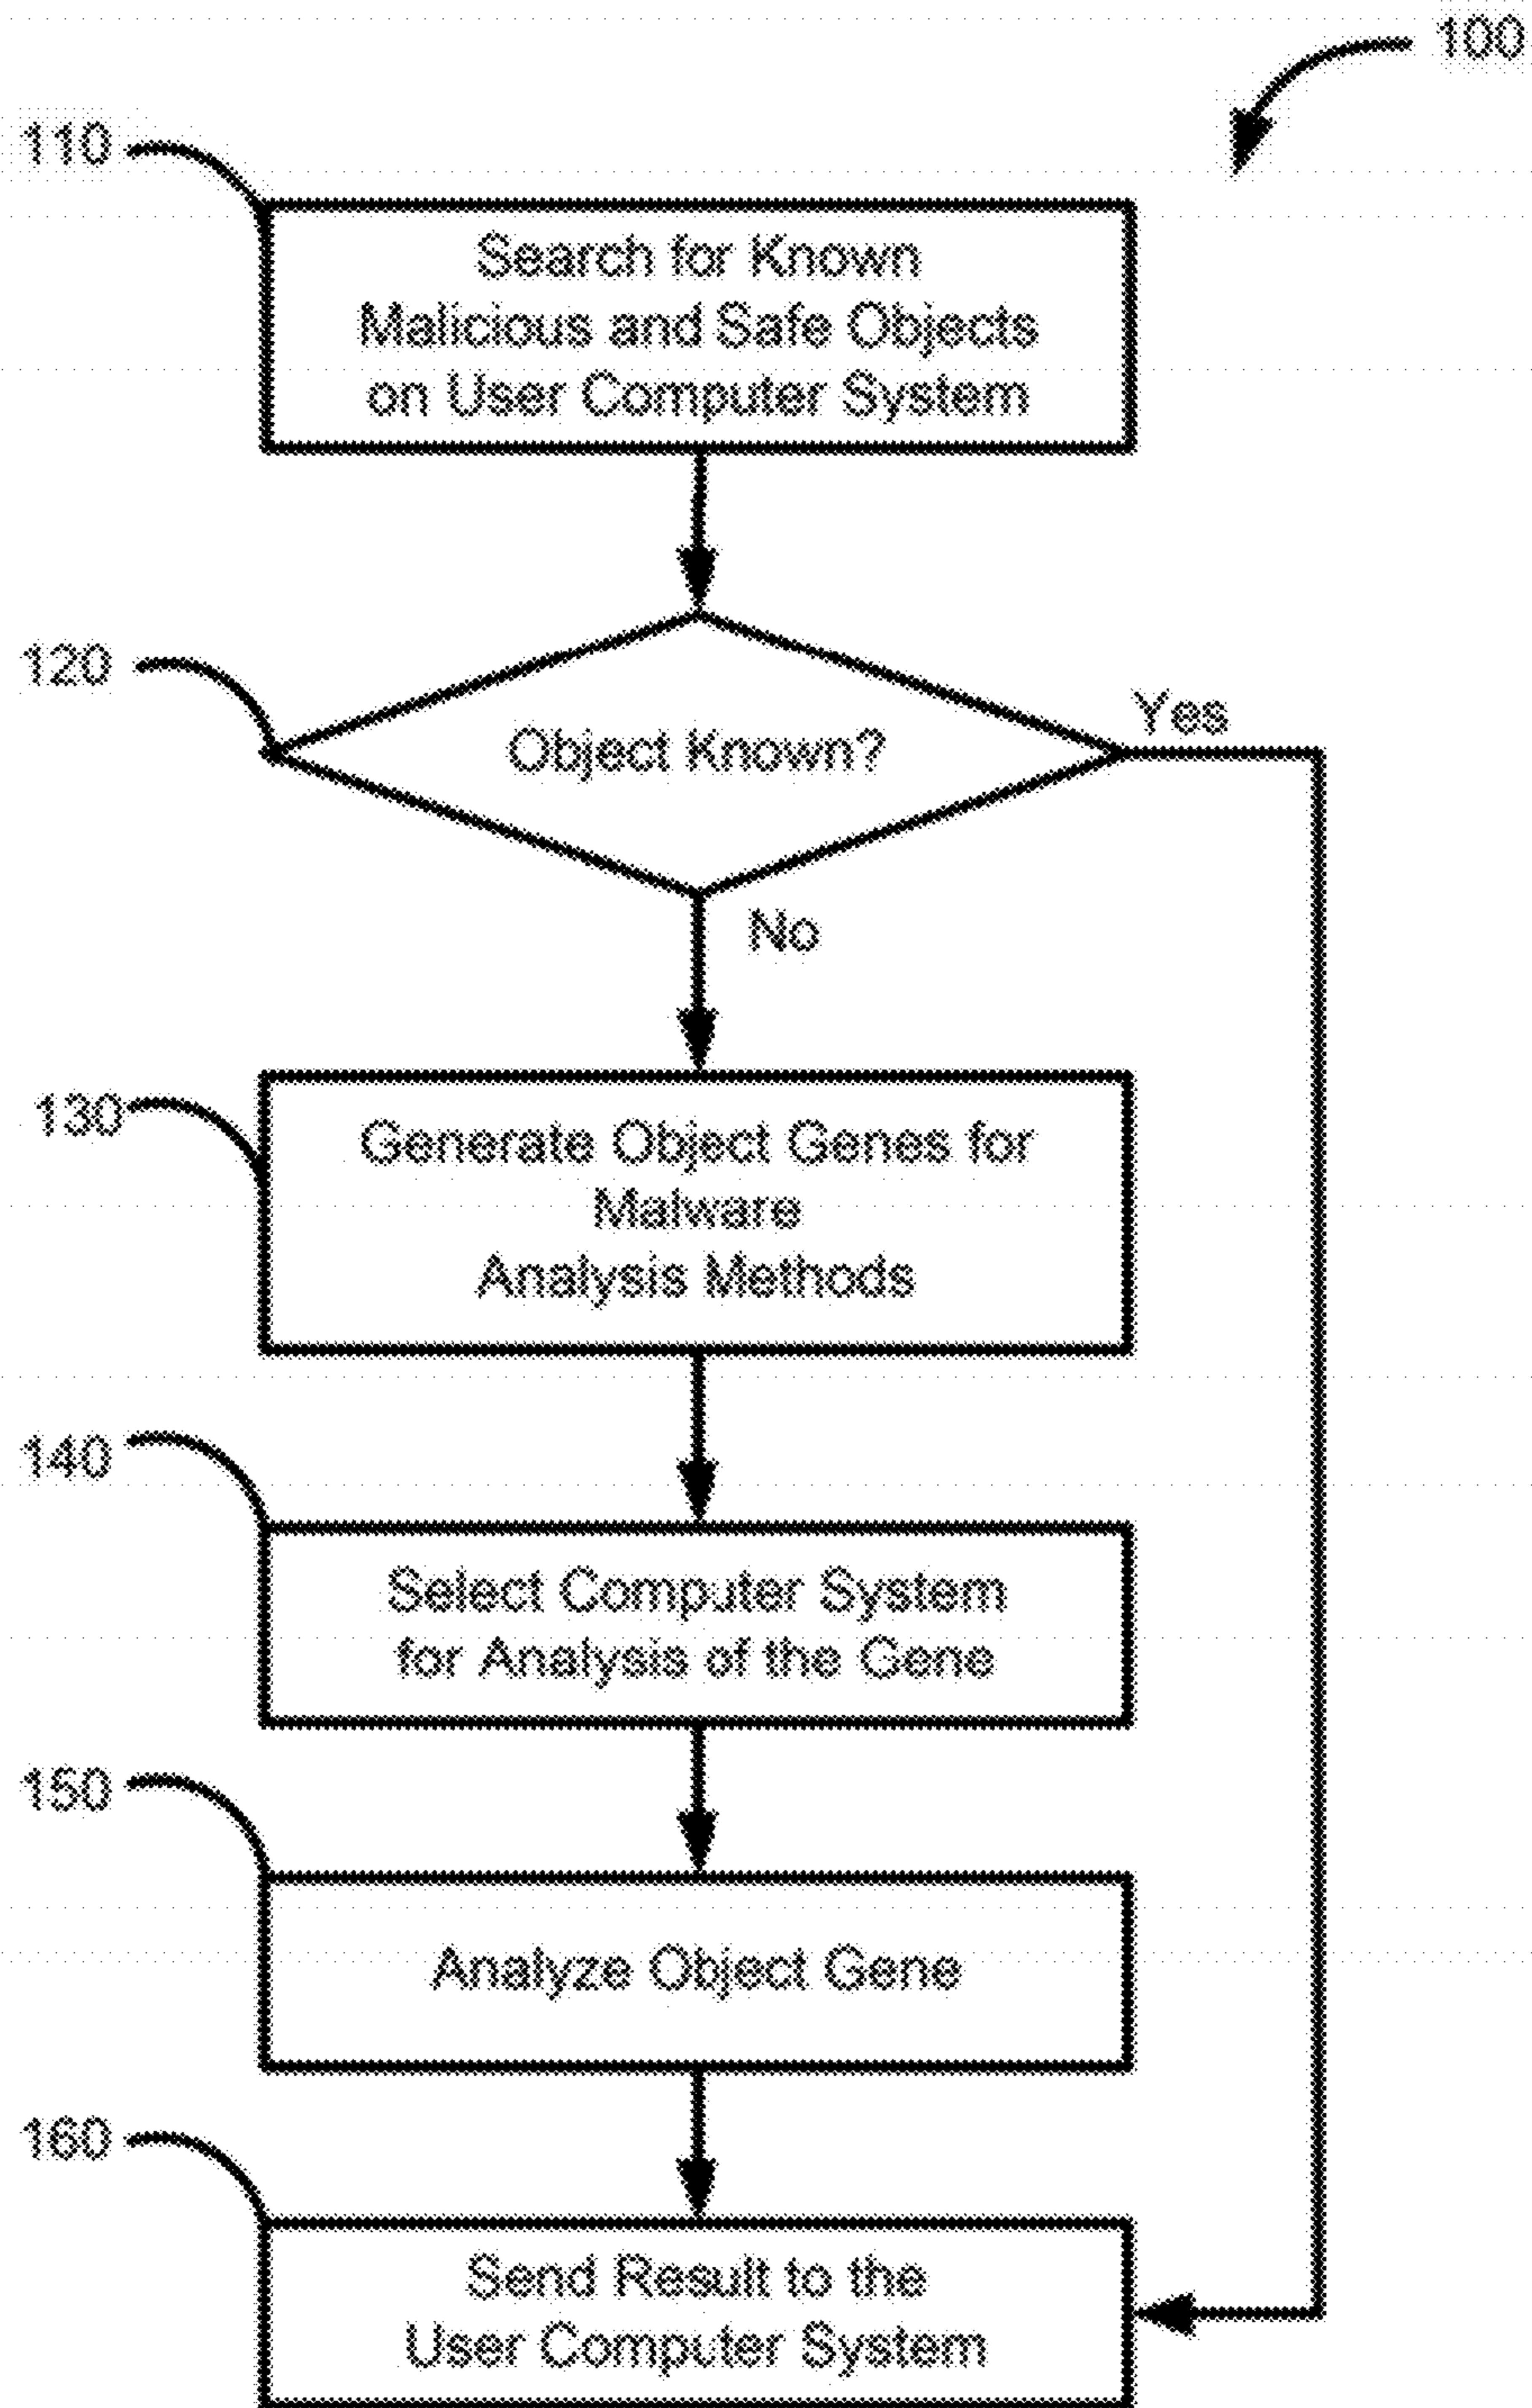 100
110
Search for Known
Malicious and Safe Objects
on User Computer System
120
Object Known?
Yes
No
130
Generate Object Genes for
Malware
Analysis Methods
140
Select Computer System
for Analysis of the Gene
150
Analyze Object Gene
160
Send Result to the
User Computer System